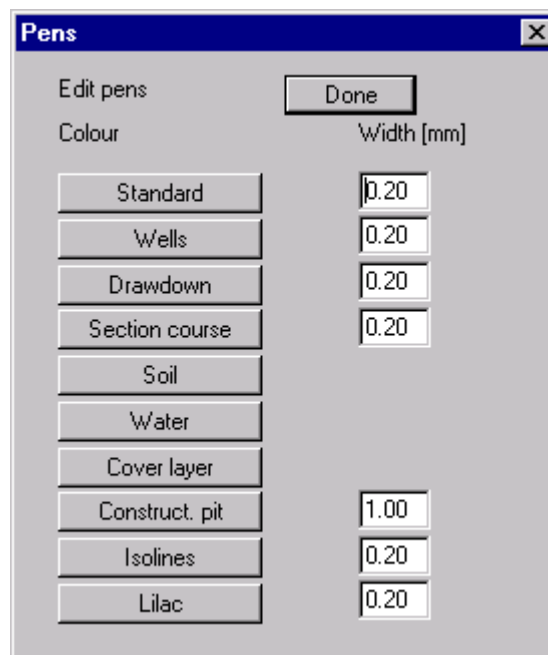 Pens
Edit pens Done
Colour Width [mm]
Standard 0.20
Wells 0.20
Drawdown 0.20
Section course 0.20
Soil
Water
Cover layer
Construct. pit 1.00
Isolines 0.20
Lilac 0.20